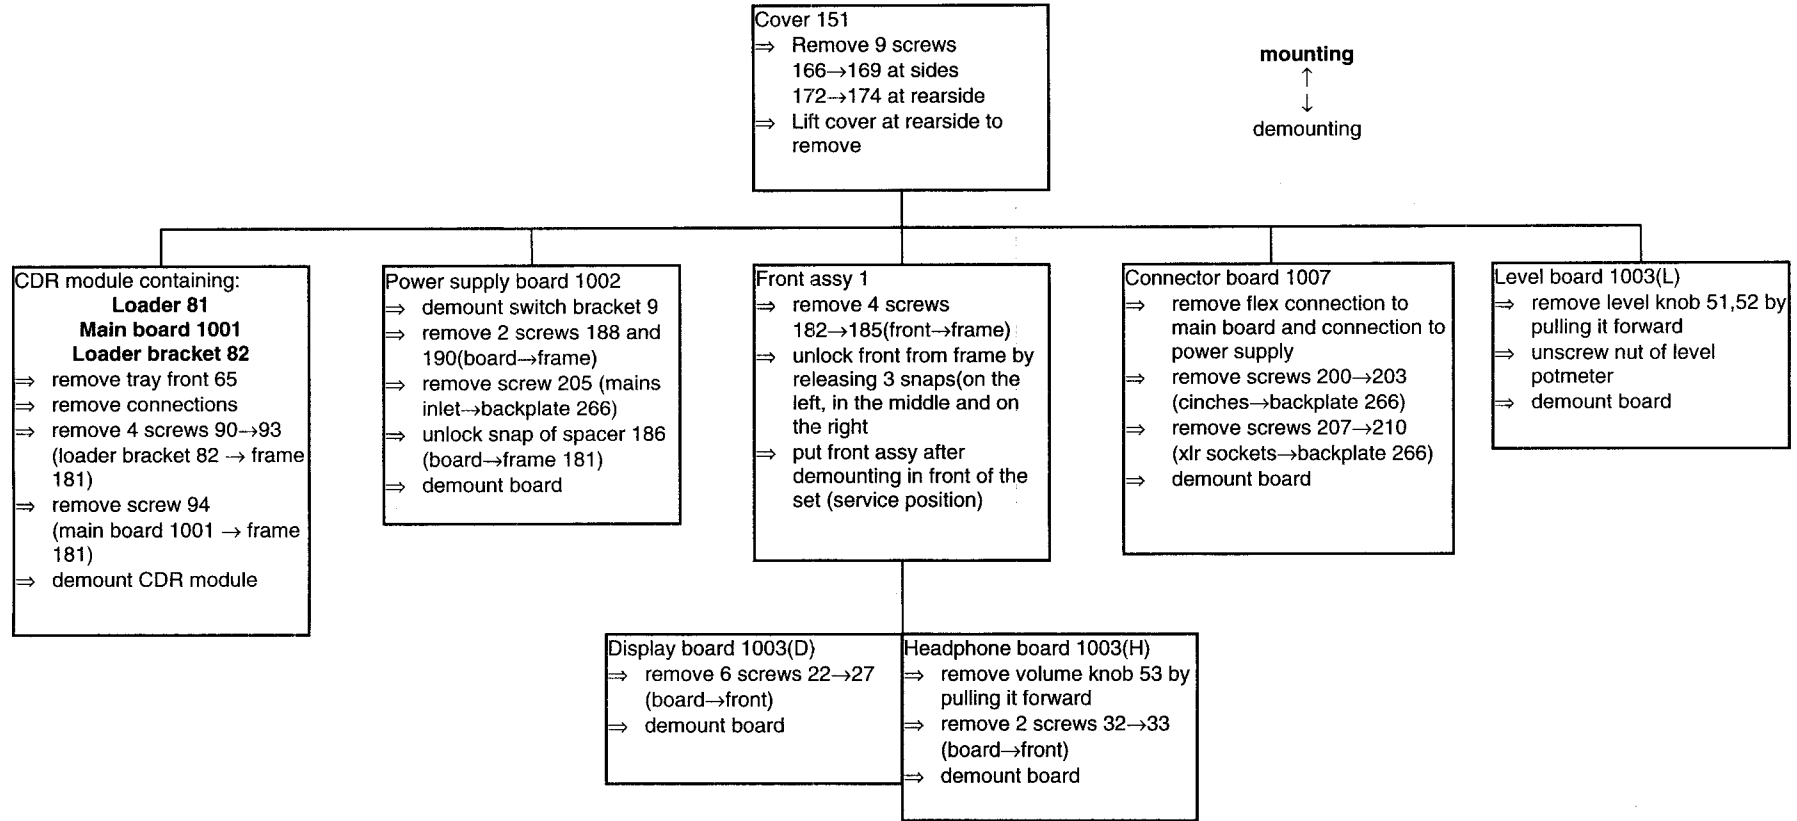 Cover 151
⇒ Remove 9 screws
166→169 at sides
172→174 at rearside
⇒ Lift cover at rearside to
remove
mounting
↑
↓
demounting
CDR module containing:
Loader 81
Main board 1001
Loader bracket 82
⇒ remove tray front 65
⇒ remove connections
⇒ remove 4 screws 90→93
(loader bracket 82 → frame
181)
⇒ remove screw 94
(main board 1001 → frame
181)
⇒ demount CDR module
Power supply board 1002
⇒ demount switch bracket 9
⇒ remove 2 screws 188 and
190(board→frame)
⇒ remove screw 205 (mains
inlet→backplate 266)
⇒ unlock snap of spacer 186
(board→frame 181)
⇒ demount board
Front assy 1
⇒ remove 4 screws
182→185(front→frame)
⇒ unlock front from frame by
releasing 3 snaps(on the
left, in the middle and on
the right
⇒ put front assy after
demounting in front of the
set (service position)
Connector board 1007
⇒ remove flex connection to
main board and connection to
power supply
⇒ remove screws 200→203
(cinches→backplate 266)
⇒ remove screws 207→210
(xlr sockets→backplate 266)
⇒ demount board
Level board 1003(L)
⇒ remove level knob 51,52 by
pulling it forward
⇒ unscrew nut of level
potmeter
⇒ demount board
Display board 1003(D)
⇒ remove 6 screws 22→27
(board→front)
⇒ demount board
Headphone board 1003(H)
⇒ remove volume knob 53 by
pulling it forward
⇒ remove 2 screws 32→33
(board→front)
⇒ demount board